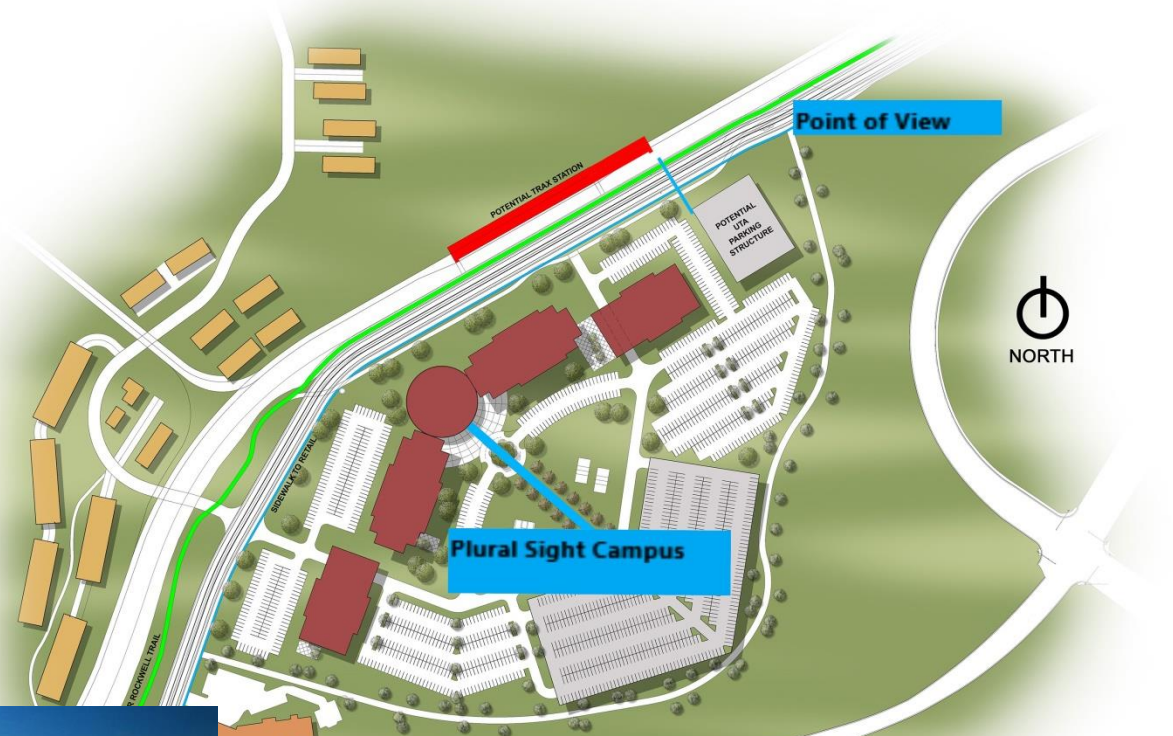 Point of View
POTENTIAL TRAX STATION
POTENTIAL
UTA
PARKING
STRUCTURE
NORTH
SIDEWALK TO RETAIL
Plural Sight Campus
ROCKWELL TRAIL